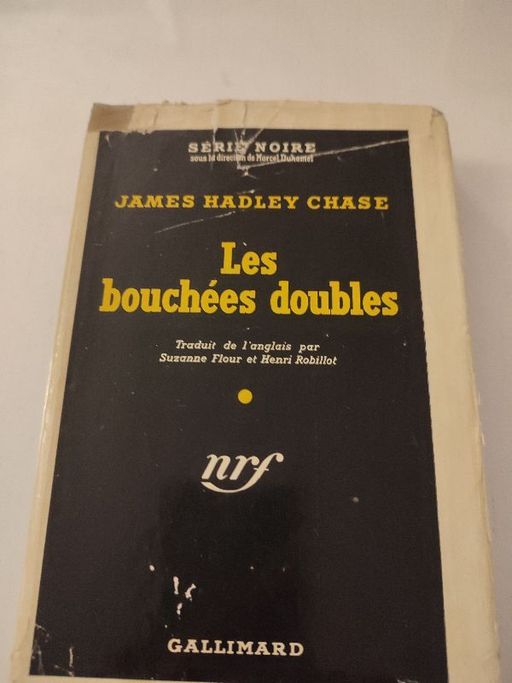 SÉRIE NOIRE
sous la direction de Marcel Duhamel
JAMES HADLEY CHASE
Les
bouchées doubles
Traduit de l'anglais par
Suzanne Flour et Henri Robillot
nrf
GALLIMARD